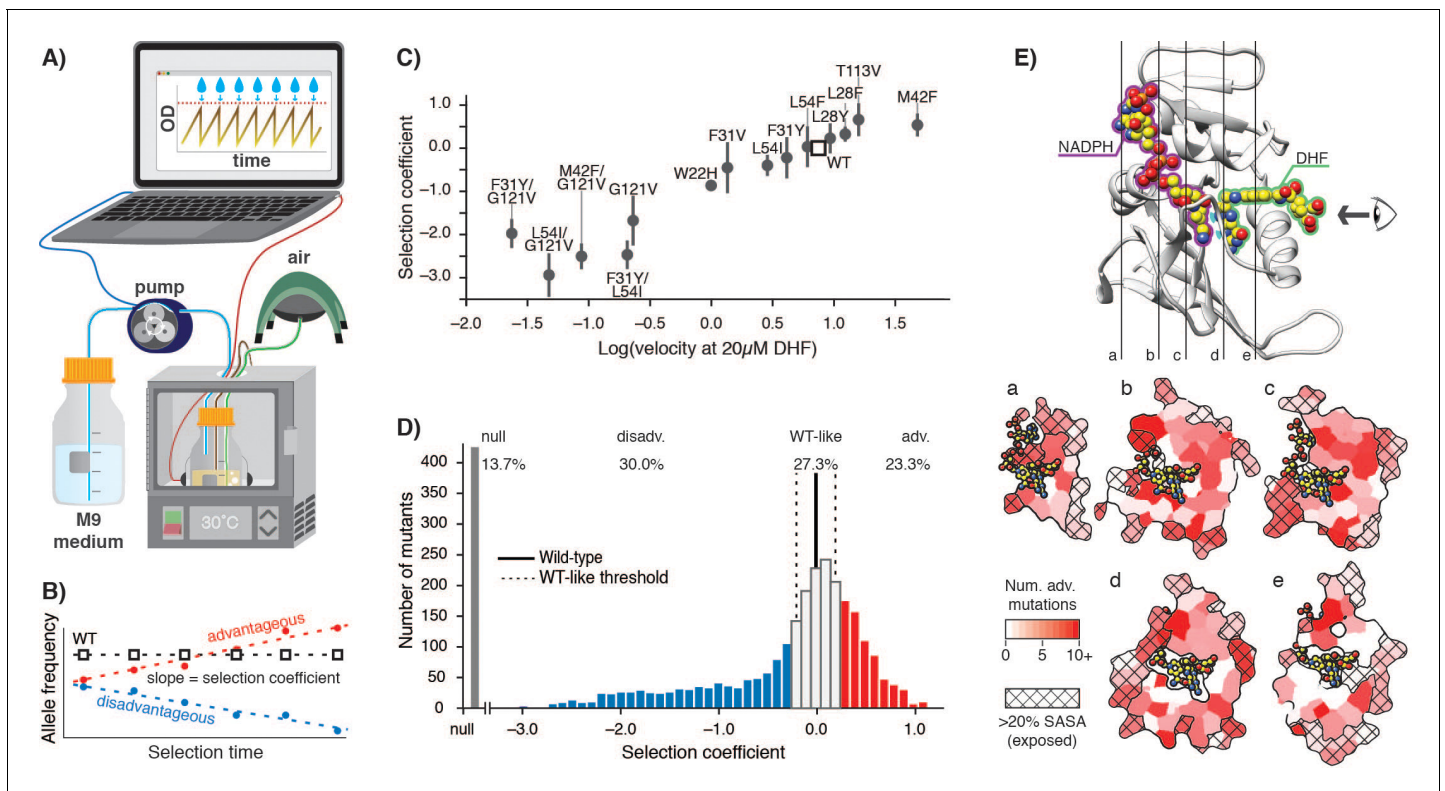 A)
OD
time
pump
air
M9
medium
30°C
B)
Allele frequency
WT
advantageous
slope = selection coefficient
disadvantageous
Selection time
C)
Selection coefficient
1.0
0.0
−1.0
−2.0
−3.0
F31Y/
G121V
L54I/
G121V
M42F/
G121V
G121V
F31Y/
L54I
W22H
F31V
L54I
F31Y
L54F
L28Y
WT
L28F
T113V
M42F
−2.0
−1.5
−1.0
−0.5
0.0
0.5
1.0
1.5
Log(velocity at 20µM DHF)
D)
null
disadv.
WT-like
adv.
13.7%
30.0%
27.3%
23.3%
Number of mutants
400
350
300
250
200
150
100
50
0
Wild-type
WT-like threshold
null
−3.0
−2.0
−1.0
0.0
1.0
Selection coefficient
E)
NADPH
DHF
a
b
c
d
e
a
b
c
d
e
Num. adv.
mutations
0
5
10+
>20% SASA
(exposed)